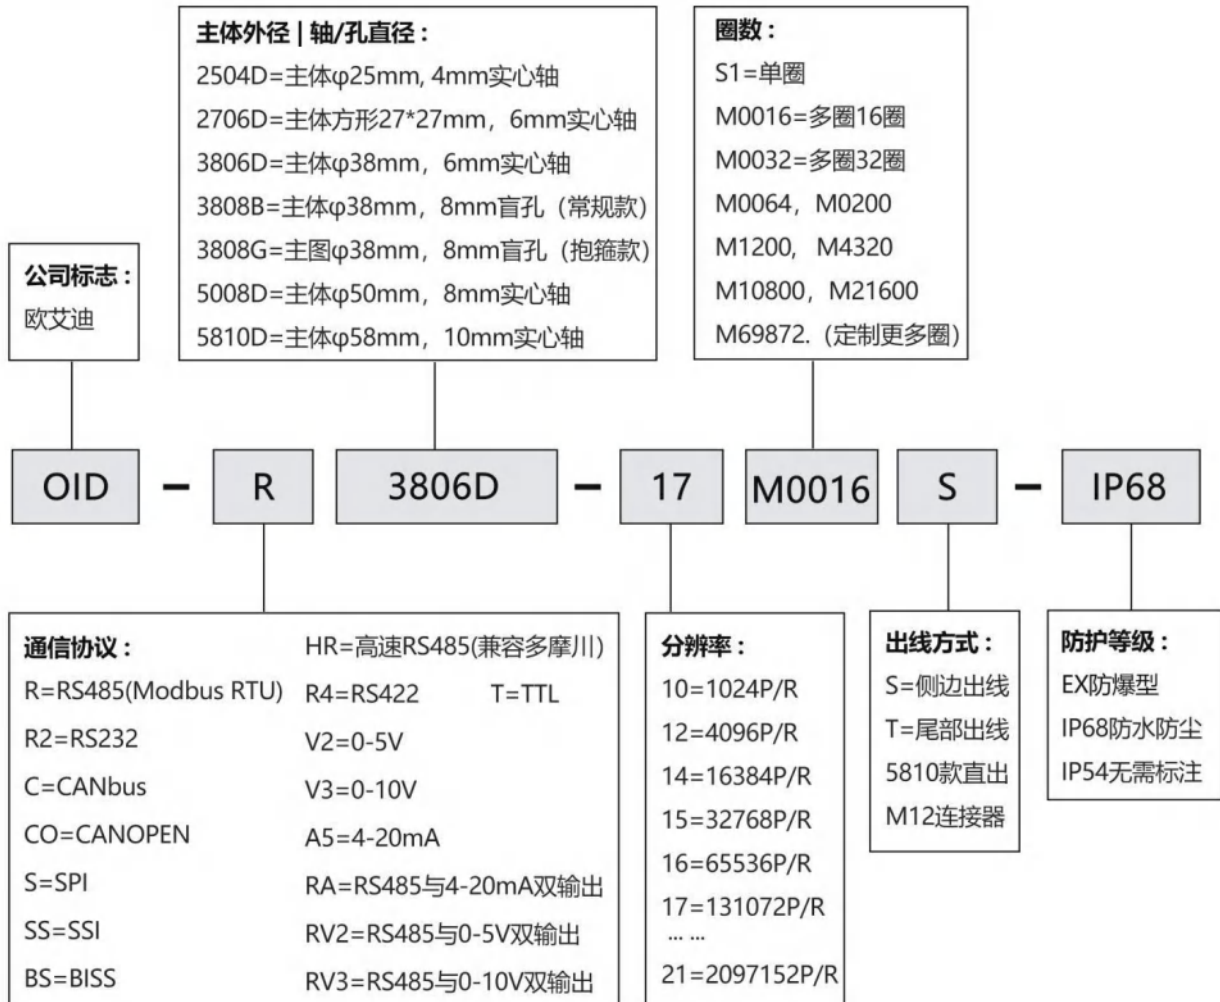 主体外径 | 轴/孔直径：
2504D=主体φ25mm, 4mm实心轴
2706D=主体方形27*27mm，6mm实心轴
3806D=主体φ38mm，6mm实心轴
3808B=主体φ38mm，8mm盲孔（常规款）
3808G=主图φ38mm，8mm盲孔（抱箍款）
5008D=主体φ50mm，8mm实心轴
5810D=主体φ58mm，10mm实心轴
圈数：
S1=单圈
M0016=多圈16圈
M0032=多圈32圈
M0064，M0200
M1200，M4320
M10800，M21600
M69872.（定制更多圈）
公司标志：
欧艾迪
OID - R 3806D - 17 M0016 S - IP68
通信协议：
R=RS485(Modbus RTU)
R2=RS232
C=CANbus
CO=CANOPEN
S=SPI
SS=SSI
BS=BISS
HR=高速RS485(兼容多摩川)
R4=RS422 T=TTL
V2=0-5V
V3=0-10V
A5=4-20mA
RA=RS485与4-20mA双输出
RV2=RS485与0-5V双输出
RV3=RS485与0-10V双输出
分辨率：
10=1024P/R
12=4096P/R
14=16384P/R
15=32768P/R
16=65536P/R
17=131072P/R
... ...
21=2097152P/R
出线方式：
S=侧边出线
T=尾部出线
5810款直出
M12连接器
防护等级：
EX防爆型
IP68防水防尘
IP54无需标注